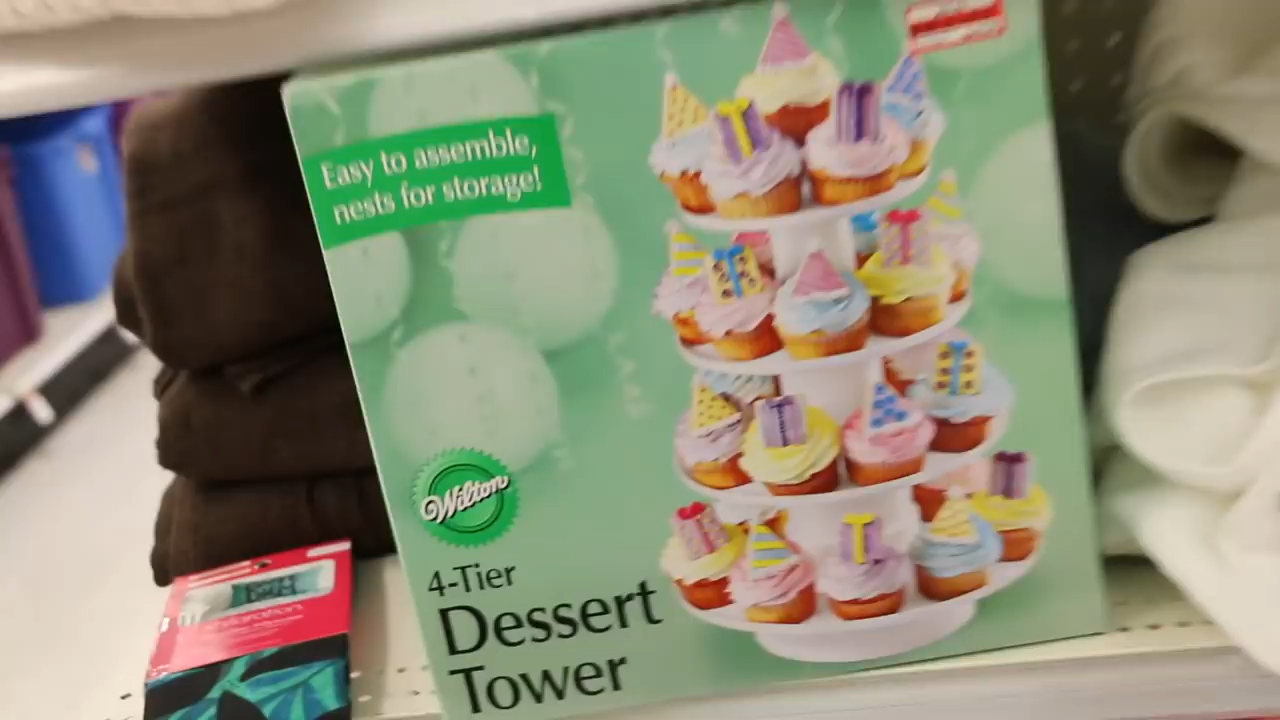 Easy to assemble,
nests for storage!
Wilton
4-Tier
Dessert
Tower